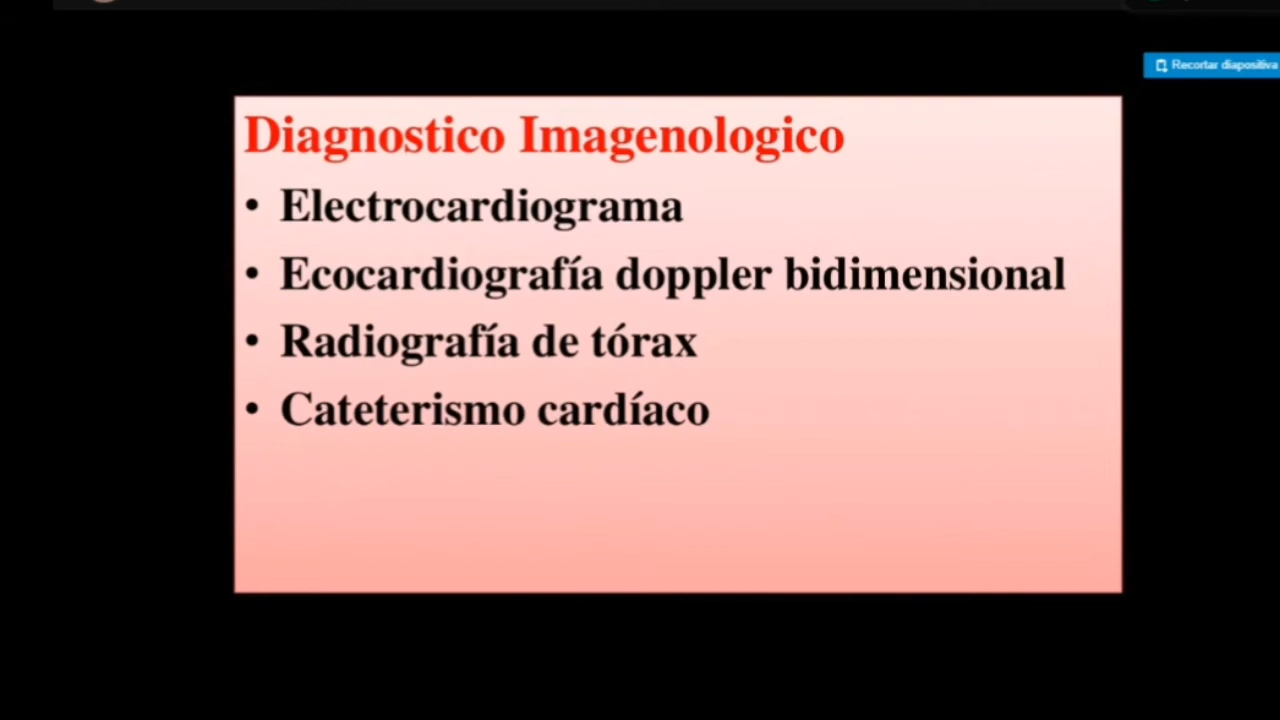 Recortar diapositiva
Diagnostico Imagenologico
• Electrocardiograma
• Ecocardiografía doppler bidimensional
• Radiografía de tórax
• Cateterismo cardíaco